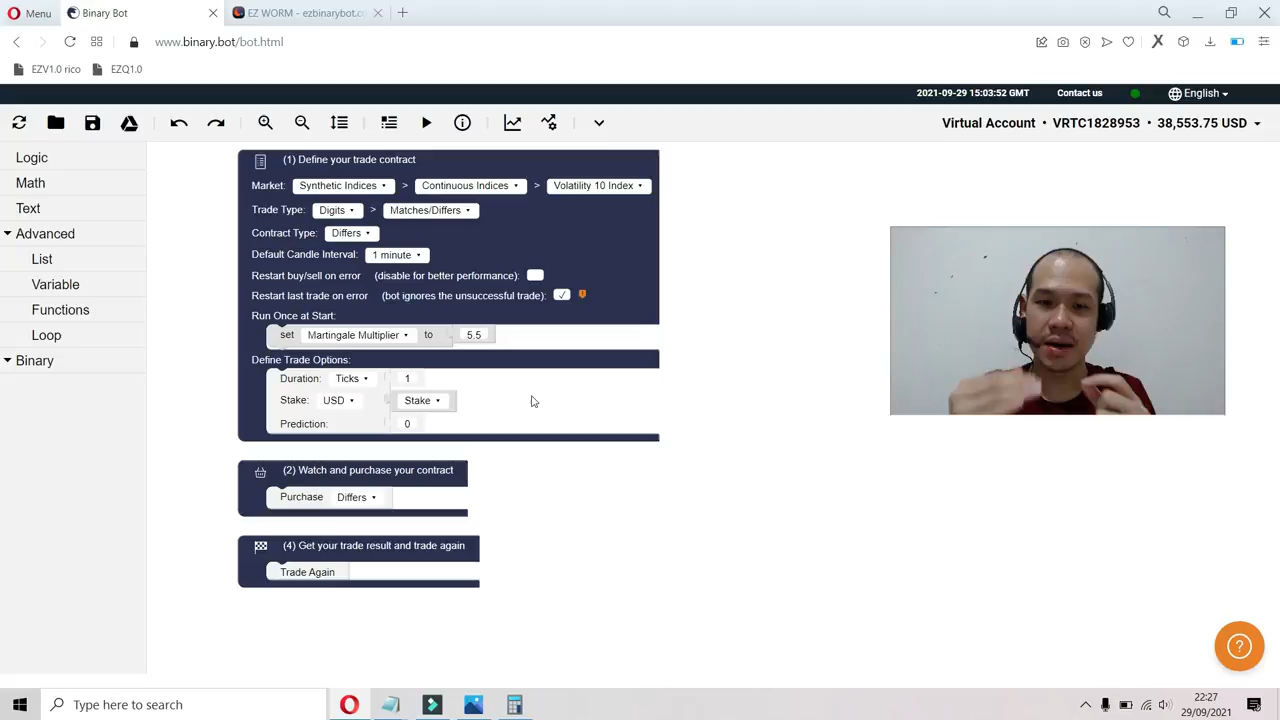 Menu
Binary Bot
EZ WORM - ezbinarybot.co
www.binary.bot/bot.html
EZV1.0 rico
EZQ1.0
2021-09-29 15:03:52 GMT
Contact us
English
Virtual Account • VRTC1828953 • 38,553.75 USD
Logic
Math
Text
Advanced
List
Variable
Functions
Loop
Binary
(1) Define your trade contract
Market: Synthetic Indices > Continuous Indices > Volatility 10 Index
Trade Type: Digits > Matches/Differs
Contract Type: Differs
Default Candle Interval: 1 minute
Restart buy/sell on error (disable for better performance):
Restart last trade on error (bot ignores the unsuccessful trade): ✓
Run Once at Start:
set Martingale Multiplier to 5.5
Define Trade Options:
Duration: Ticks 1
Stake: USD Stake
Prediction: 0
(2) Watch and purchase your contract
Purchase Differs
(4) Get your trade result and trade again
Trade Again
?
Type here to search
22:27
29/09/2021